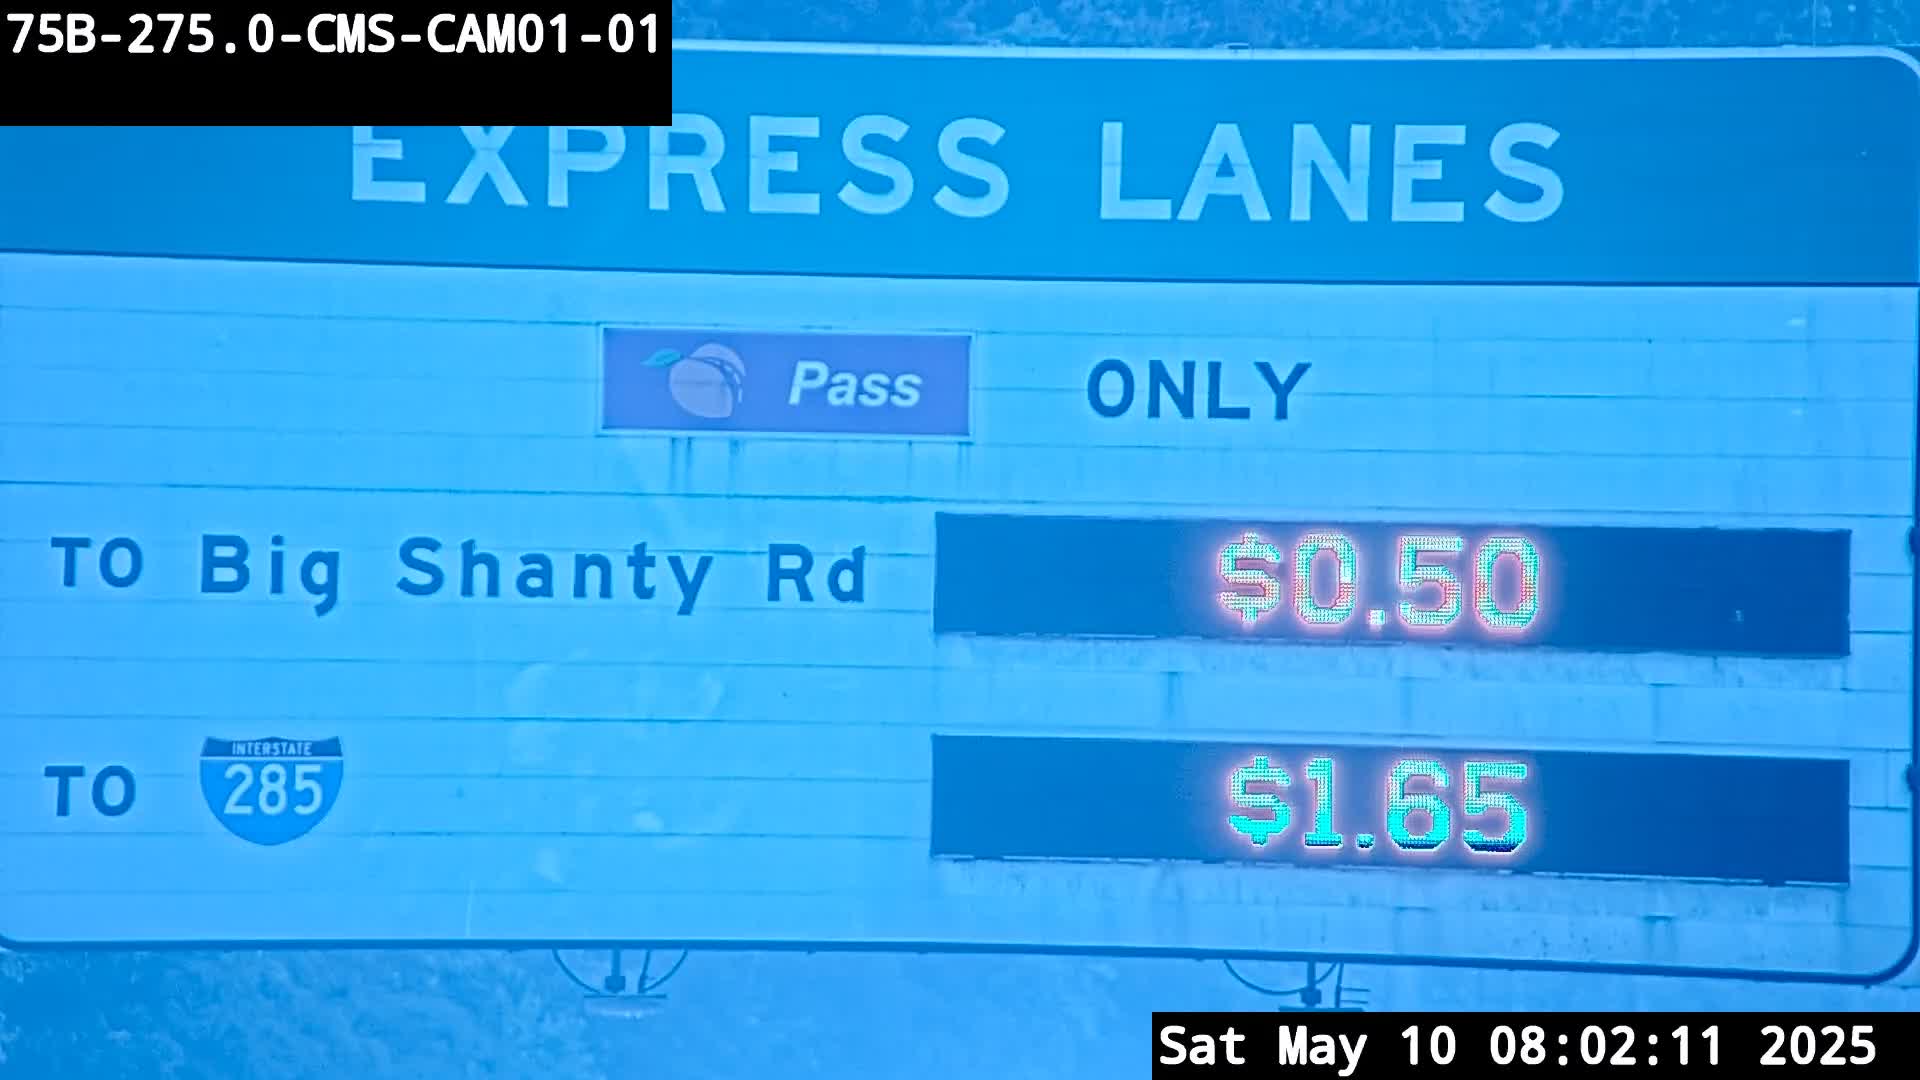 75B-275.0-CMS-CAM01-01
EXPRESS LANES
Pass ONLY
TO Big Shanty Rd $0.50
INTERSTATE
TO 285 $1.65
Sat May 10 08:02:11 2025